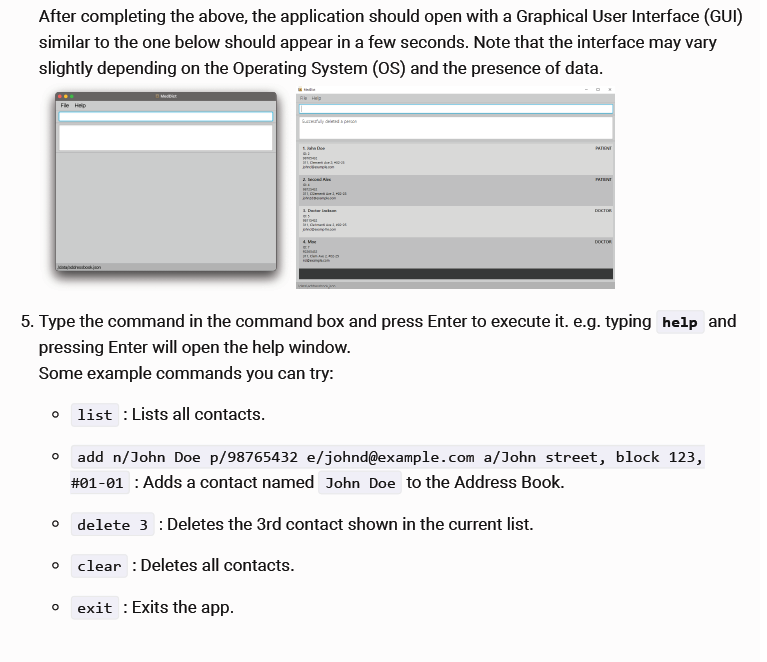 After completing the above, the application should open with a Graphical User Interface (GUI)
similar to the one below should appear in a few seconds. Note that the interface may vary
slightly depending on the Operating System (OS) and the presence of data.
File Help
File Help
Successfully deleted a person
1. John Doe PATIENT
2. Second Alex PATIENT
3. Doctor Jackson DOCTOR
4. Max DOCTOR
5. Type the command in the command box and press Enter to execute it. e.g. typing help and
pressing Enter will open the help window.
Some example commands you can try:
list : Lists all contacts.
add n/John Doe p/98765432 e/johnd@example.com a/John street, block 123,
#01-01 : Adds a contact named John Doe to the Address Book.
delete 3 : Deletes the 3rd contact shown in the current list.
clear : Deletes all contacts.
exit : Exits the app.